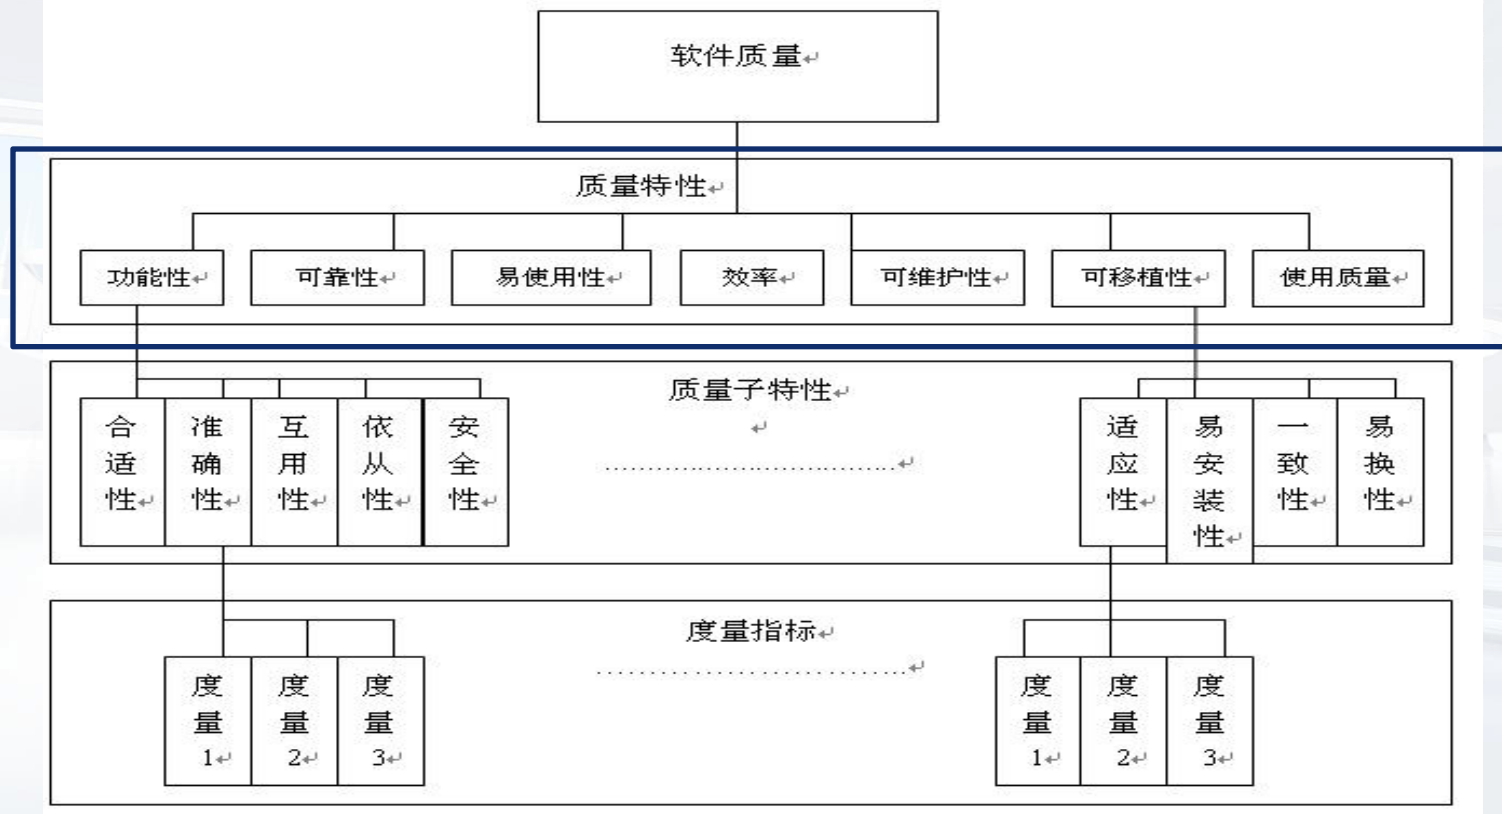 软件质量
质量特性
功能性 可靠性 易使用性 效率 可维护性 可移植性 使用质量
质量子特性
合适性 准确性 互用性 依从性 安全性 适应性 易安装性 一致性 易换性
度量指标
度量1 度量2 度量3 度量1 度量2 度量3